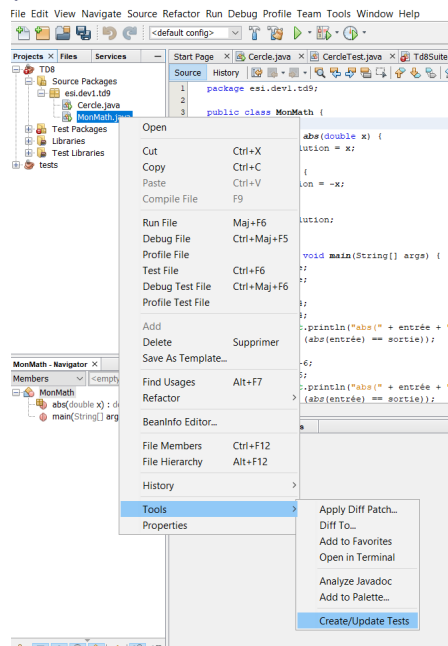 File Edit View Navigate Source Refactor Run Debug Profile Team Tools Window Help
<default config>
Projects × Files Services
Start Page × Cercle.java × CercleTest.java × Td8Suite
TD8
Source Packages
esi.dev1.td9
Cercle.java
MonMath.java
Test Packages
Libraries
Test Libraries
tests
Source History
1 package esi.dev1.td9;
2
3 public class MonMath {
abs(double x) {
lution = x;
{
ion = -x;
lution;
void main(String[] args) {
c.println("abs(" + entrée + "
(abs(entrée) == sortie));
-6;
c.println("abs(" + entrée + "
(abs(entrée) == sortie));
Open
Cut Ctrl+X
Copy Ctrl+C
Paste Ctrl+V
Compile File F9
Run File Maj+F6
Debug File Ctrl+Maj+F5
Profile File
Test File Ctrl+F6
Debug Test File Ctrl+Maj+F6
Profile Test File
Add
Delete Supprimer
Save As Template...
Find Usages Alt+F7
Refactor >
BeanInfo Editor...
File Members Ctrl+F12
File Hierarchy Alt+F12
History >
Tools >
Properties
MonMath - Navigator ×
Members <empty
MonMath
abs(double x) : do
main(String[] arg
Apply Diff Patch...
Diff To...
Add to Favorites
Open in Terminal
Analyze Javadoc
Add to Palette...
Create/Update Tests